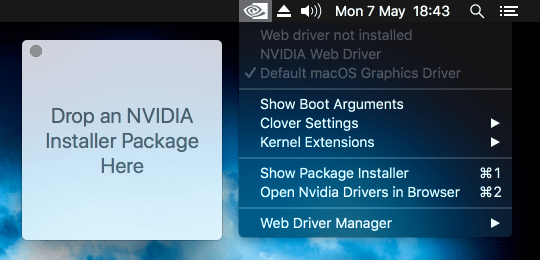 Mon 7 May 18:43
Drop an NVIDIA
Installer Package
Here
Web driver not installed
NVIDIA Web Driver
✓ Default macOS Graphics Driver
Show Boot Arguments
Clover Settings ▶
Kernel Extensions ▶
Show Package Installer ⌘1
Open Nvidia Drivers in Browser ⌘2
Web Driver Manager ▶